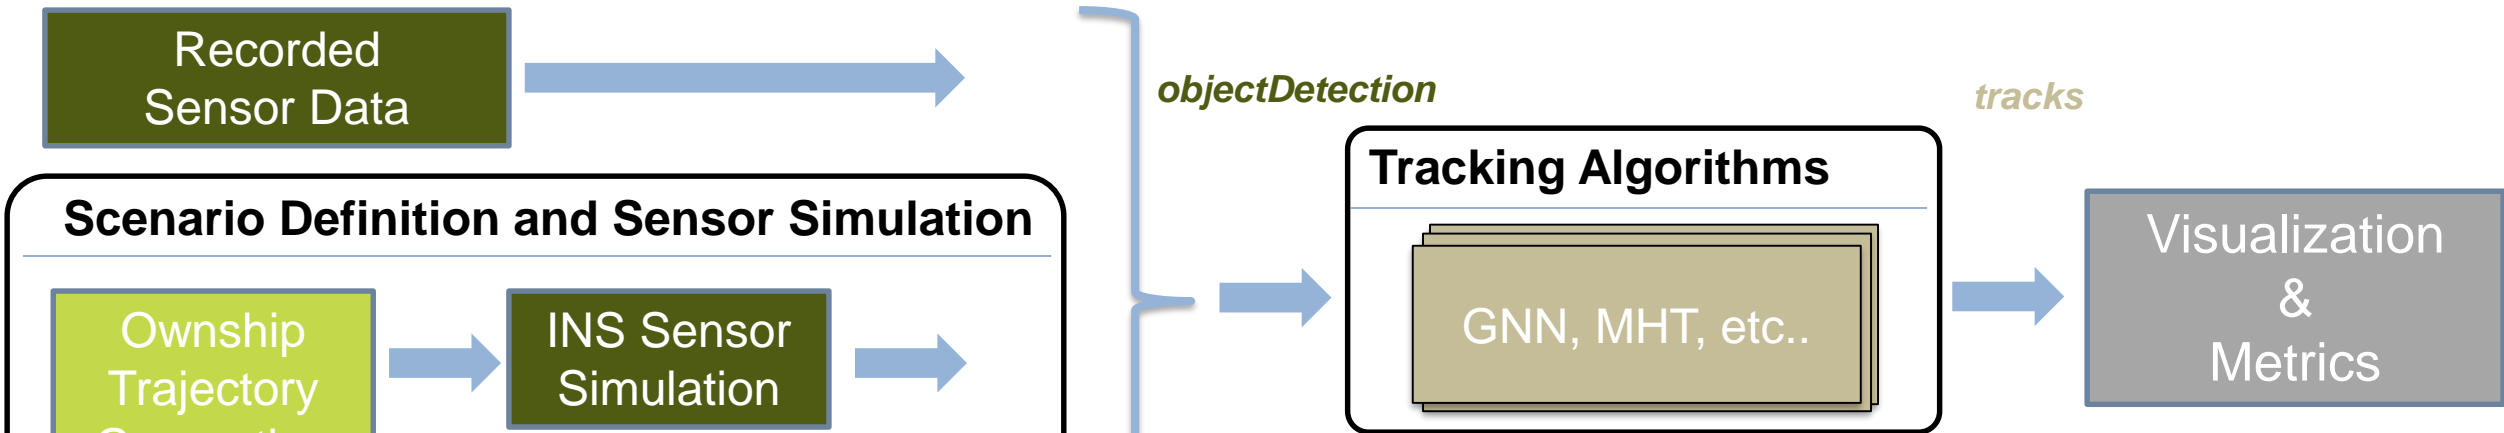 Recorded
Sensor Data
objectDetection
tracks
Tracking Algorithms
Scenario Definition and Sensor Simulation
Visualization
&
Metrics
GNN, MHT, etc..
Ownship
Trajectory
INS Sensor
Simulation